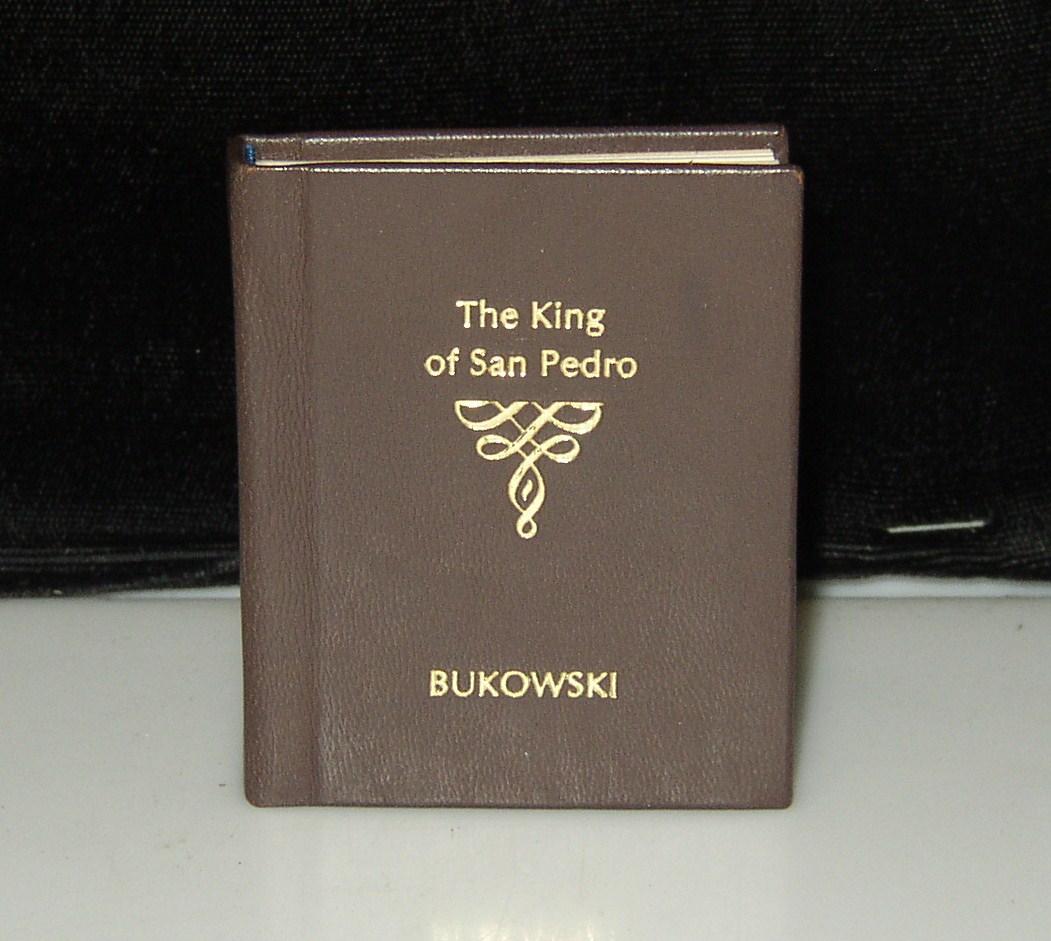 The King
of San Pedro
BUKOWSKI